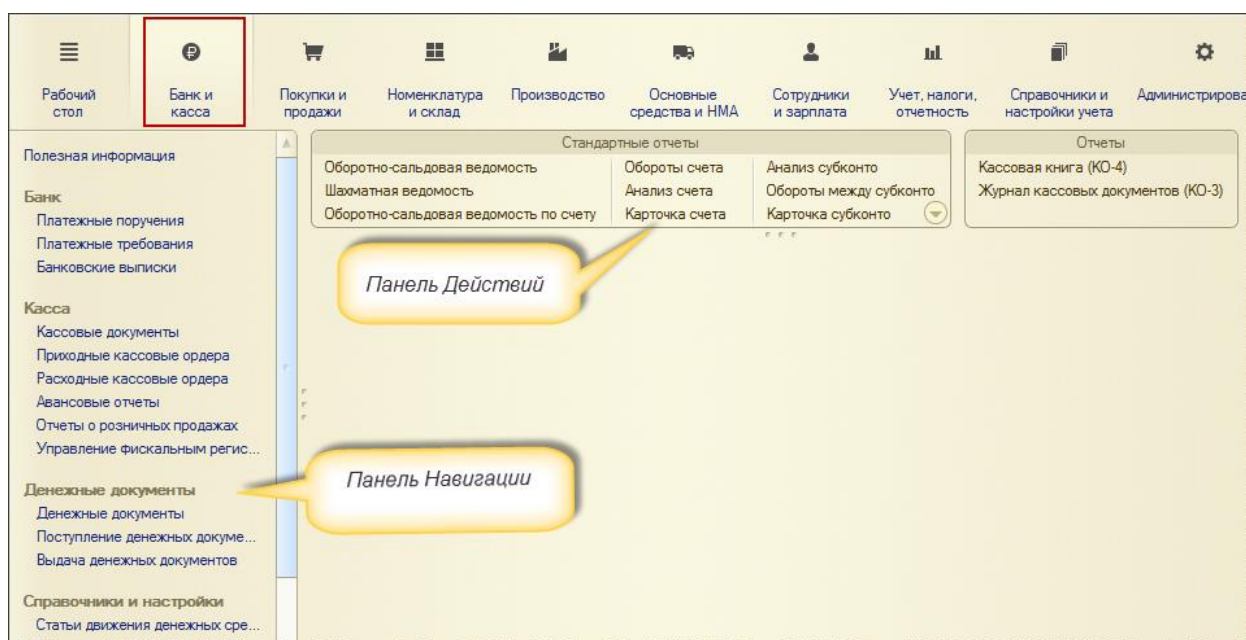 Рабочий
стол
Банк и
касса
Покупки и
продажи
Номенклатура
и склад
Производство
Основные
средства и НМА
Сотрудники
и зарплата
Учет, налоги,
отчетность
Справочники и
настройки учета
Администрирова
Полезная информация
Банк
Платежные поручения
Платежные требования
Банковские выписки
Касса
Кассовые документы
Приходные кассовые ордера
Расходные кассовые ордера
Авансовые отчеты
Отчеты о розничных продажах
Управление фискальным регис...
Денежные документы
Денежные документы
Поступление денежных докуме...
Выдача денежных документов
Справочники и настройки
Статьи движения денежных сре...
Стандартные отчеты
Оборотно-сальдовая ведомость
Шахматная ведомость
Оборотно-сальдовая ведомость по счету
Обороты счета
Анализ счета
Карточка счета
Анализ субконто
Обороты между субконто
Карточка субконто
Отчеты
Кассовая книга (КО-4)
Журнал кассовых документов (КО-3)
Панель Действий
Панель Навигации